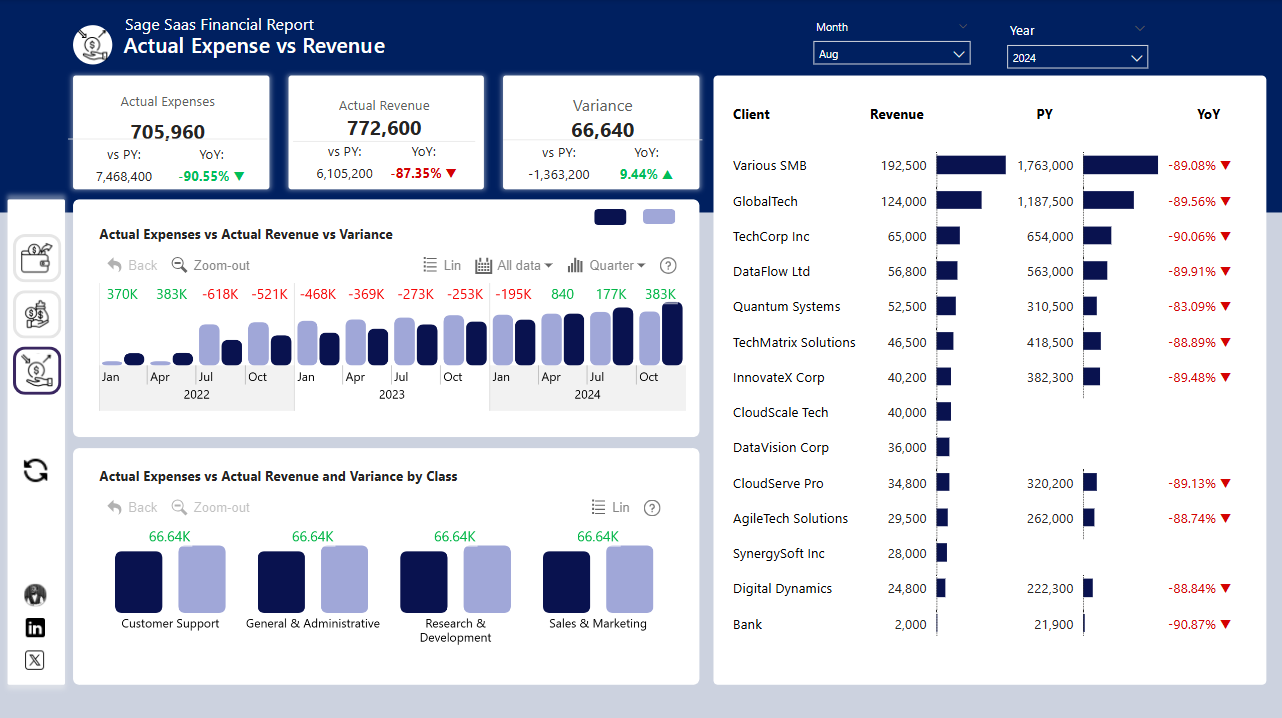 Sage Saas Financial Report
Actual Expense vs Revenue
Month
Aug
Year
2024
Actual Expenses
705,960
vs PY: YoY:
7,468,400 -90.55% ▼
Actual Revenue
772,600
vs PY: YoY:
6,105,200 -87.35% ▼
Variance
66,640
vs PY: YoY:
-1,363,200 9.44% ▲
Actual Expenses vs Actual Revenue vs Variance
Back Zoom-out Lin All data Quarter ?
370K 383K -618K -521K -468K -369K -273K -253K -195K 840 177K 383K
Jan Apr Jul Oct Jan Apr Jul Oct Jan Apr Jul Oct
2022 2023 2024
Actual Expenses vs Actual Revenue and Variance by Class
Back Zoom-out Lin ?
66.64K 66.64K 66.64K 66.64K
Customer Support General & Administrative Research & Development Sales & Marketing
Client Revenue PY YoY
Various SMB 192,500 1,763,000 -89.08% ▼
GlobalTech 124,000 1,187,500 -89.56% ▼
TechCorp Inc 65,000 654,000 -90.06% ▼
DataFlow Ltd 56,800 563,000 -89.91% ▼
Quantum Systems 52,500 310,500 -83.09% ▼
TechMatrix Solutions 46,500 418,500 -88.89% ▼
InnovateX Corp 40,200 382,300 -89.48% ▼
CloudScale Tech 40,000
DataVision Corp 36,000
CloudServe Pro 34,800 320,200 -89.13% ▼
AgileTech Solutions 29,500 262,000 -88.74% ▼
SynergySoft Inc 28,000
Digital Dynamics 24,800 222,300 -88.84% ▼
Bank 2,000 21,900 -90.87% ▼
in
X